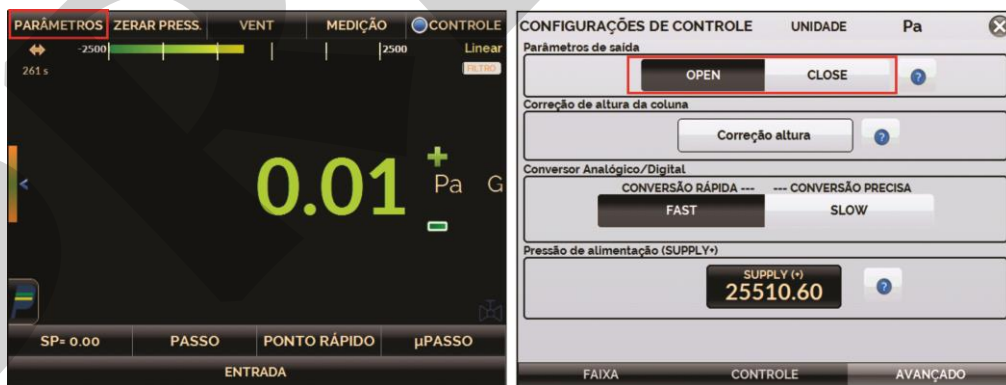 PARÂMETROS ZERAR PRESS. VENT MEDIÇÃO CONTROLE
-2500 2500 Linear
261 s FILTRO
0.01 Pa G
SP= 0.00 PASSO PONTO RÁPIDO µPASSO
ENTRADA
CONFIGURAÇÕES DE CONTROLE UNIDADE Pa
Parâmetros de saída
OPEN CLOSE ?
Correção de altura da coluna
Correção altura ?
Conversor Analógico/Digital
CONVERSÃO RÁPIDA --- --- CONVERSÃO PRECISA
FAST SLOW
Pressão de alimentação (SUPPLY+)
SUPPLY (+)
25510.60 ?
FAIXA CONTROLE AVANÇADO